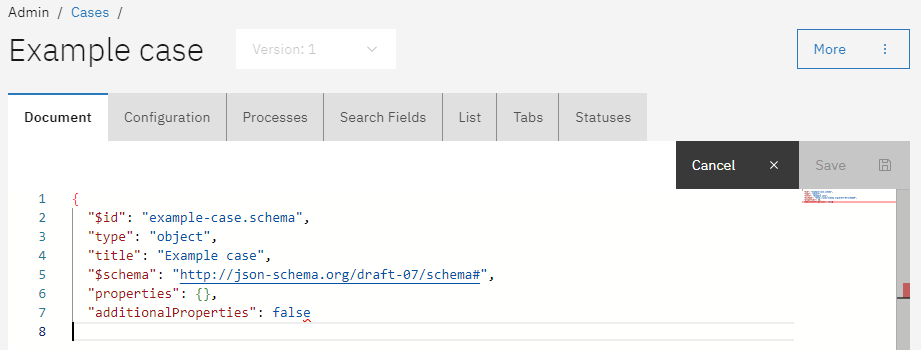 Admin / Cases /
Example case Version: 1 More
Document Configuration Processes Search Fields List Tabs Statuses
Cancel Save
1 {
2 "$id": "example-case.schema",
3 "type": "object",
4 "title": "Example case",
5 "$schema": "http://json-schema.org/draft-07/schema#",
6 "properties": {},
7 "additionalProperties": false
8